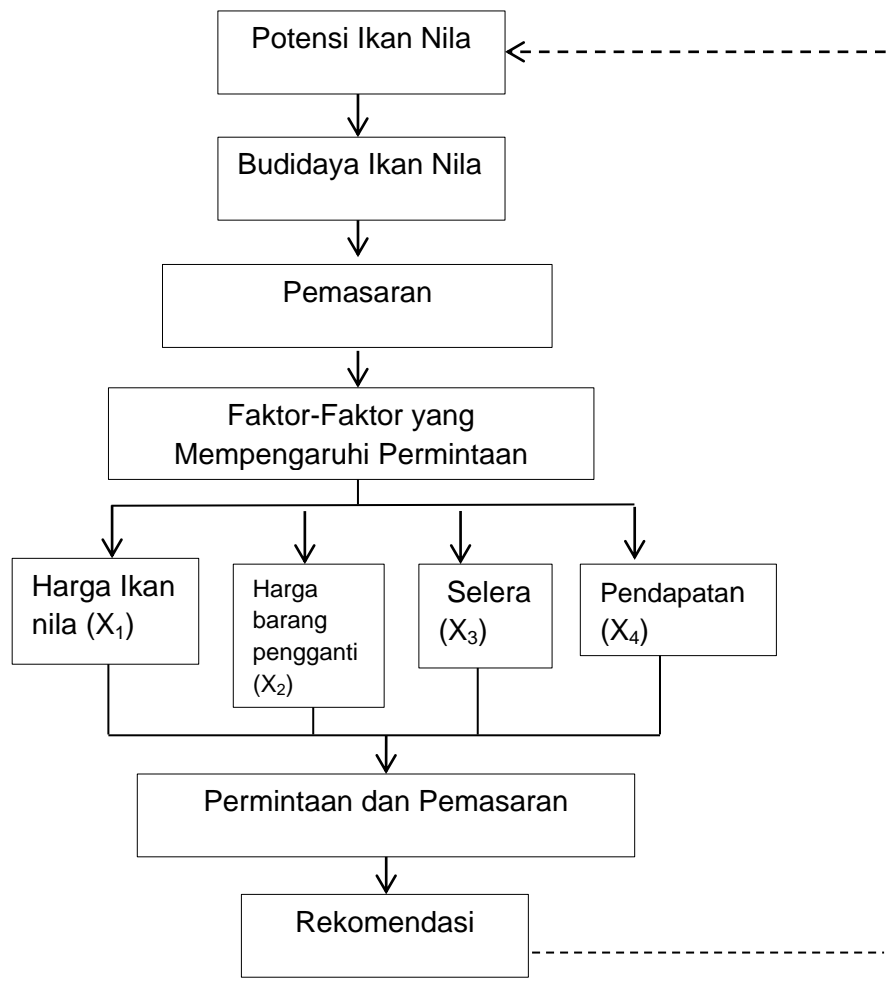 Potensi Ikan Nila
Budidaya Ikan Nila
Pemasaran
Faktor-Faktor yang
Mempengaruhi Permintaan
Harga Ikan
nila (X₁)
Harga
barang
pengganti
(X₂)
Selera
(X₃)
Pendapatan
(X₄)
Permintaan dan Pemasaran
Rekomendasi